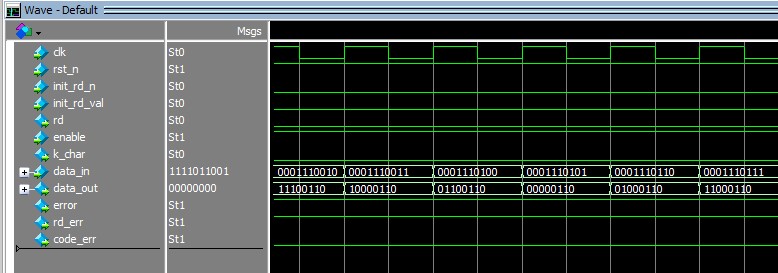 Wave - Default
Msgs
clk St0
rst_n St1
init_rd_n St0
init_rd_val St0
rd St0
enable St1
k_char St0
data_in 1111011001 0001110010 0001110011 0001110100 0001110101 0001110110 0001110111
data_out 00000000 11100110 10000110 01100110 00000110 01000110 11000110
error St1
rd_err St1
code_err St1